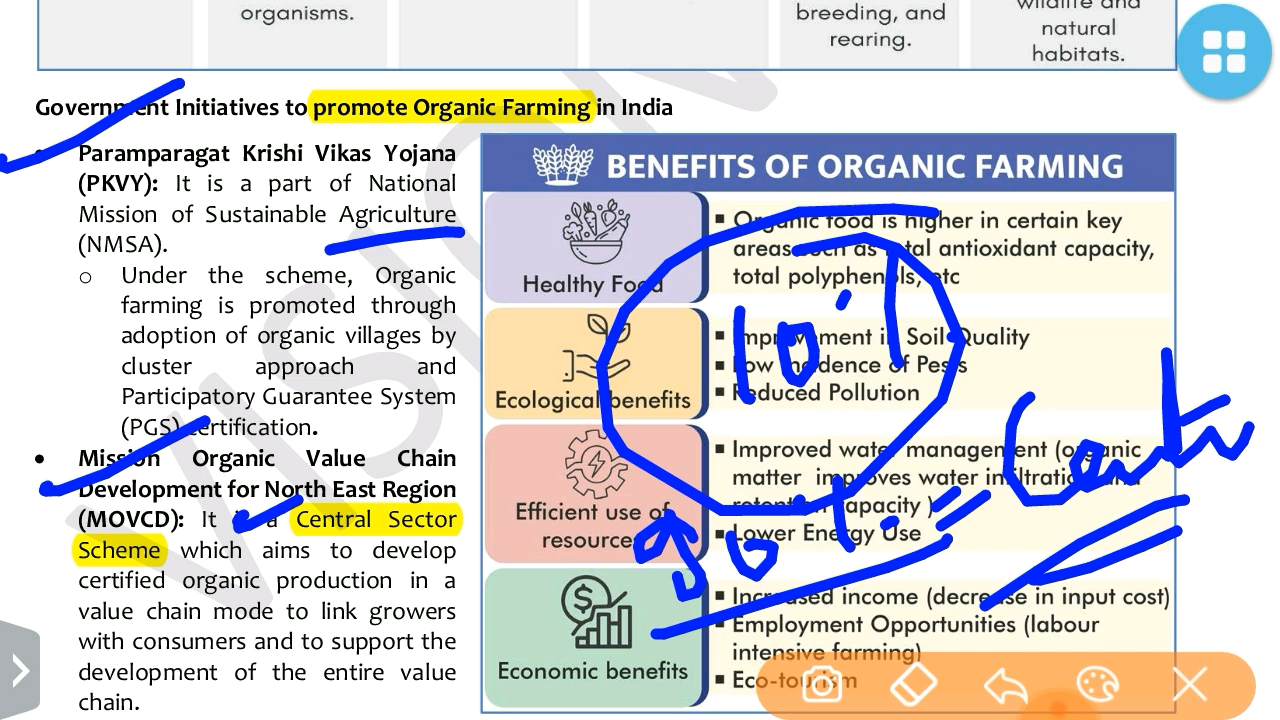 organisms.
breeding, and
rearing.
wildlife and
natural
habitats.
Government Initiatives to promote Organic Farming in India
• Paramparagat Krishi Vikas Yojana
(PKVY): It is a part of National
Mission of Sustainable Agriculture
(NMSA).
o Under the scheme, Organic
farming is promoted through
adoption of organic villages by
cluster approach and
Participatory Guarantee System
(PGS) certification.
• Mission Organic Value Chain
Development for North East Region
(MOVCD): It is a Central Sector
Scheme which aims to develop
certified organic production in a
value chain mode to link growers
with consumers and to support the
development of the entire value
chain.
BENEFITS OF ORGANIC FARMING
Healthy Food
▪ Organic food is higher in certain key
areas such as total antioxidant capacity,
total polyphenols, etc
Ecological benefits
▪ Improvement in Soil Quality
▪ Low incidence of Pests
▪ Reduced Pollution
Efficient use of
resources
▪ Improved water management (organic
matter improves water infiltration and
retention capacity )
▪ Lower Energy Use
Economic benefits
▪ Increased income (decrease in input cost)
▪ Employment Opportunities (labour
intensive farming)
▪ Eco-tourism
VISION